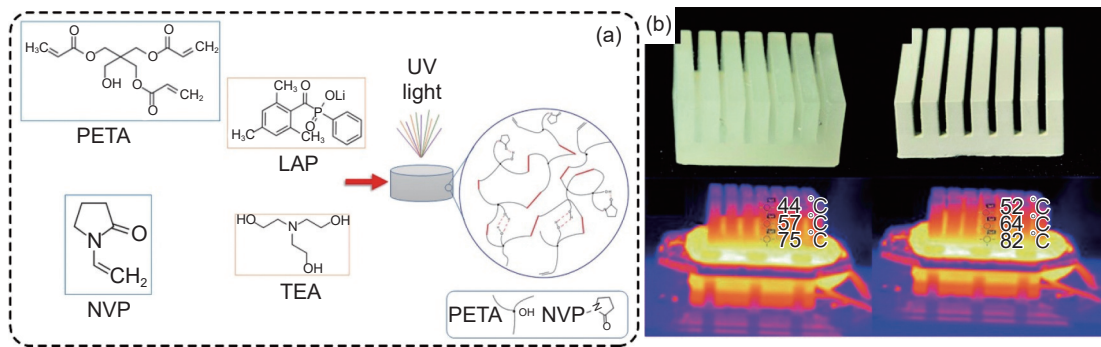 (a)
H₃C
O
O
O
O
CH₂
HO
O
O
CH₂
PETA
CH₃
O
OLi
P
O
H₃C
CH₃
LAP
UV
light
N
O
CH₂
NVP
HO
OH
N
OH
TEA
PETA
OH
NVP
N
O
(b)
44 °C
57 °C
75 °C
52 °C
64 °C
82 °C